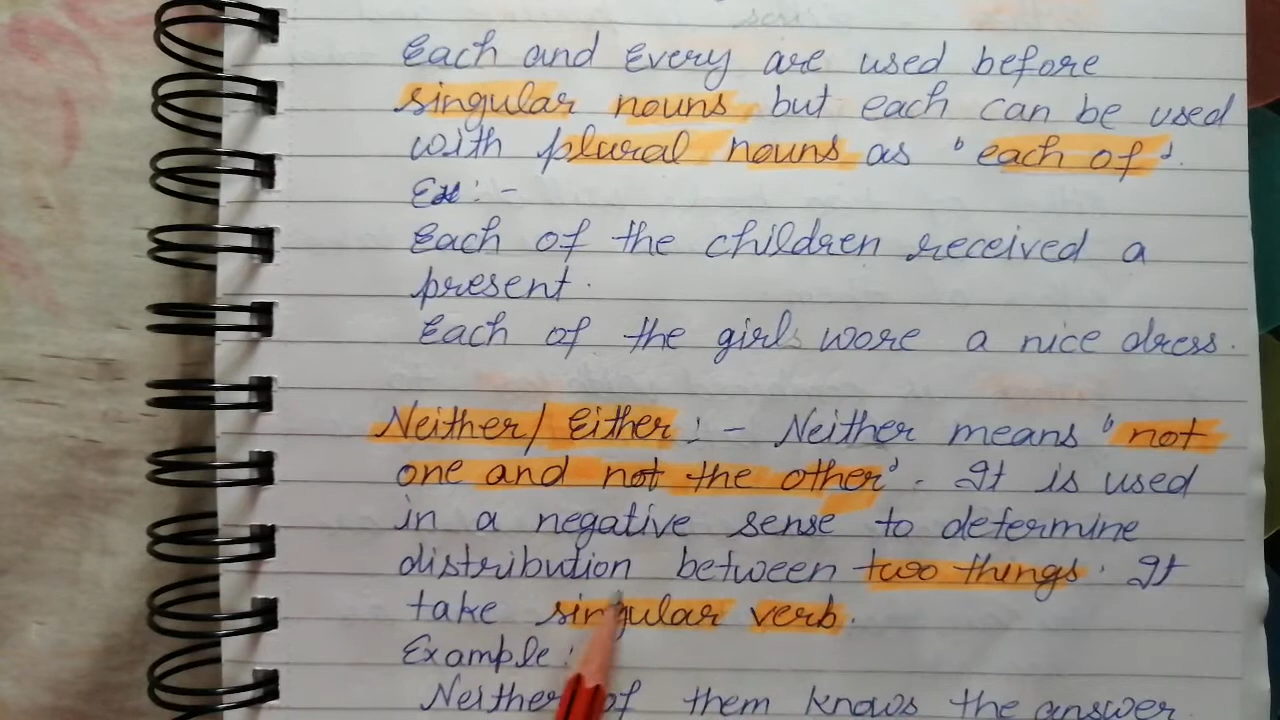 Each and Every are used before
singular nouns but each can be used
with plural nouns as 'each of'.
Ex:-
Each of the children received a
present.
Each of the girls wore a nice dress.
Neither/ Either:- Neither means 'not
one and not the other'. It is used
in a negative sense to determine
distribution between two things. It
take singular verb.
Example:
Neither of them knows the answer